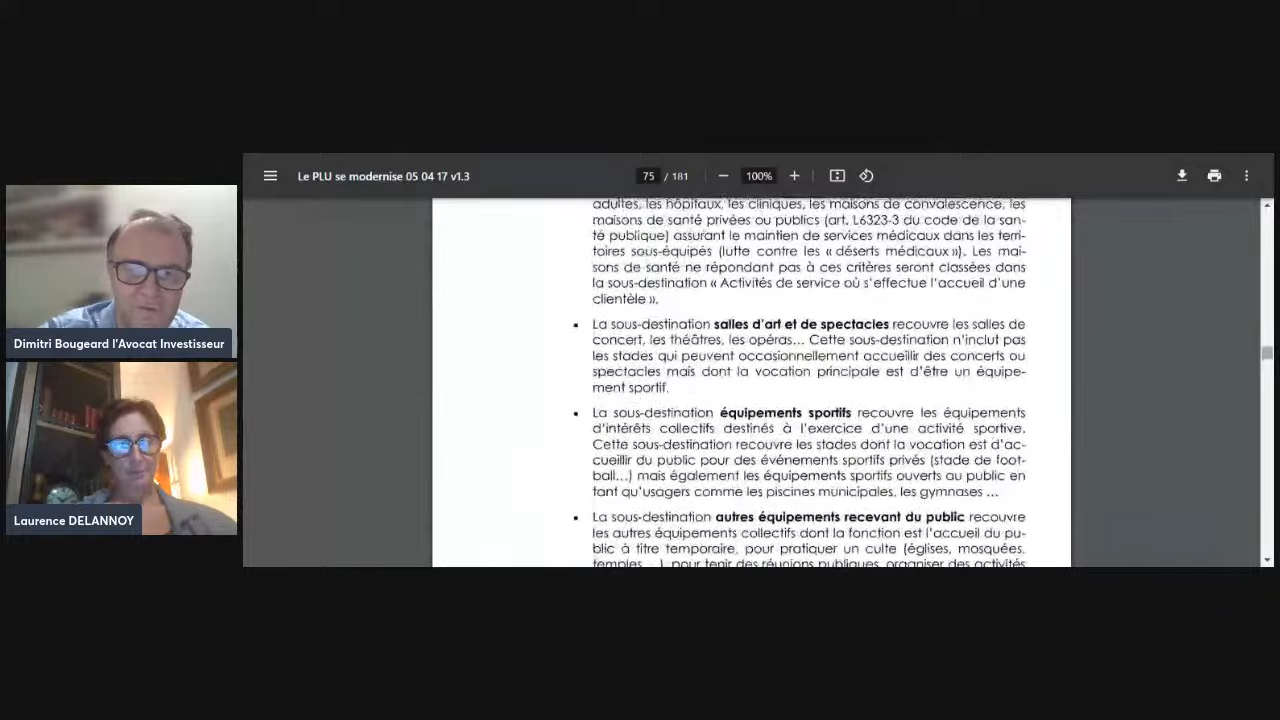 Le PLU se modernise 05 04 17 v1.3
75 / 181
100%
adultes, les hôpitaux, les cliniques, les maisons de convalescence, les
maisons de santé privées ou publics (art. L6323-3 du code de la san-
té publique) assurant le maintien de services médicaux dans les terri-
toires sous-équipés (lutte contre les « déserts médicaux »). Les mai-
sons de santé ne répondant pas à ces critères seront classées dans
la sous-destination « Activités de service où s'effectue l'accueil d'une
clientèle ».
▪ La sous-destination salles d'art et de spectacles recouvre les salles de
concert, les théâtres, les opéras... Cette sous-destination n'inclut pas
les stades qui peuvent occasionnellement accueillir des concerts ou
spectacles mais dont la vocation principale est d'être un équipe-
ment sportif.
▪ La sous-destination équipements sportifs recouvre les équipements
d'intérêts collectifs destinés à l'exercice d'une activité sportive.
Cette sous-destination recouvre les stades dont la vocation est d'ac-
cueillir du public pour des événements sportifs privés (stade de foot-
ball...) mais également les équipements sportifs ouverts au public en
tant qu'usagers comme les piscines municipales, les gymnases ...
▪ La sous-destination autres équipements recevant du public recouvre
les autres équipements collectifs dont la fonction est l'accueil du pu-
blic à titre temporaire, pour pratiquer un culte (églises, mosquées,
temples ...), pour tenir des réunions publiques, organiser des activités
Dimitri Bougeard l'Avocat Investisseur
Laurence DELANNOY